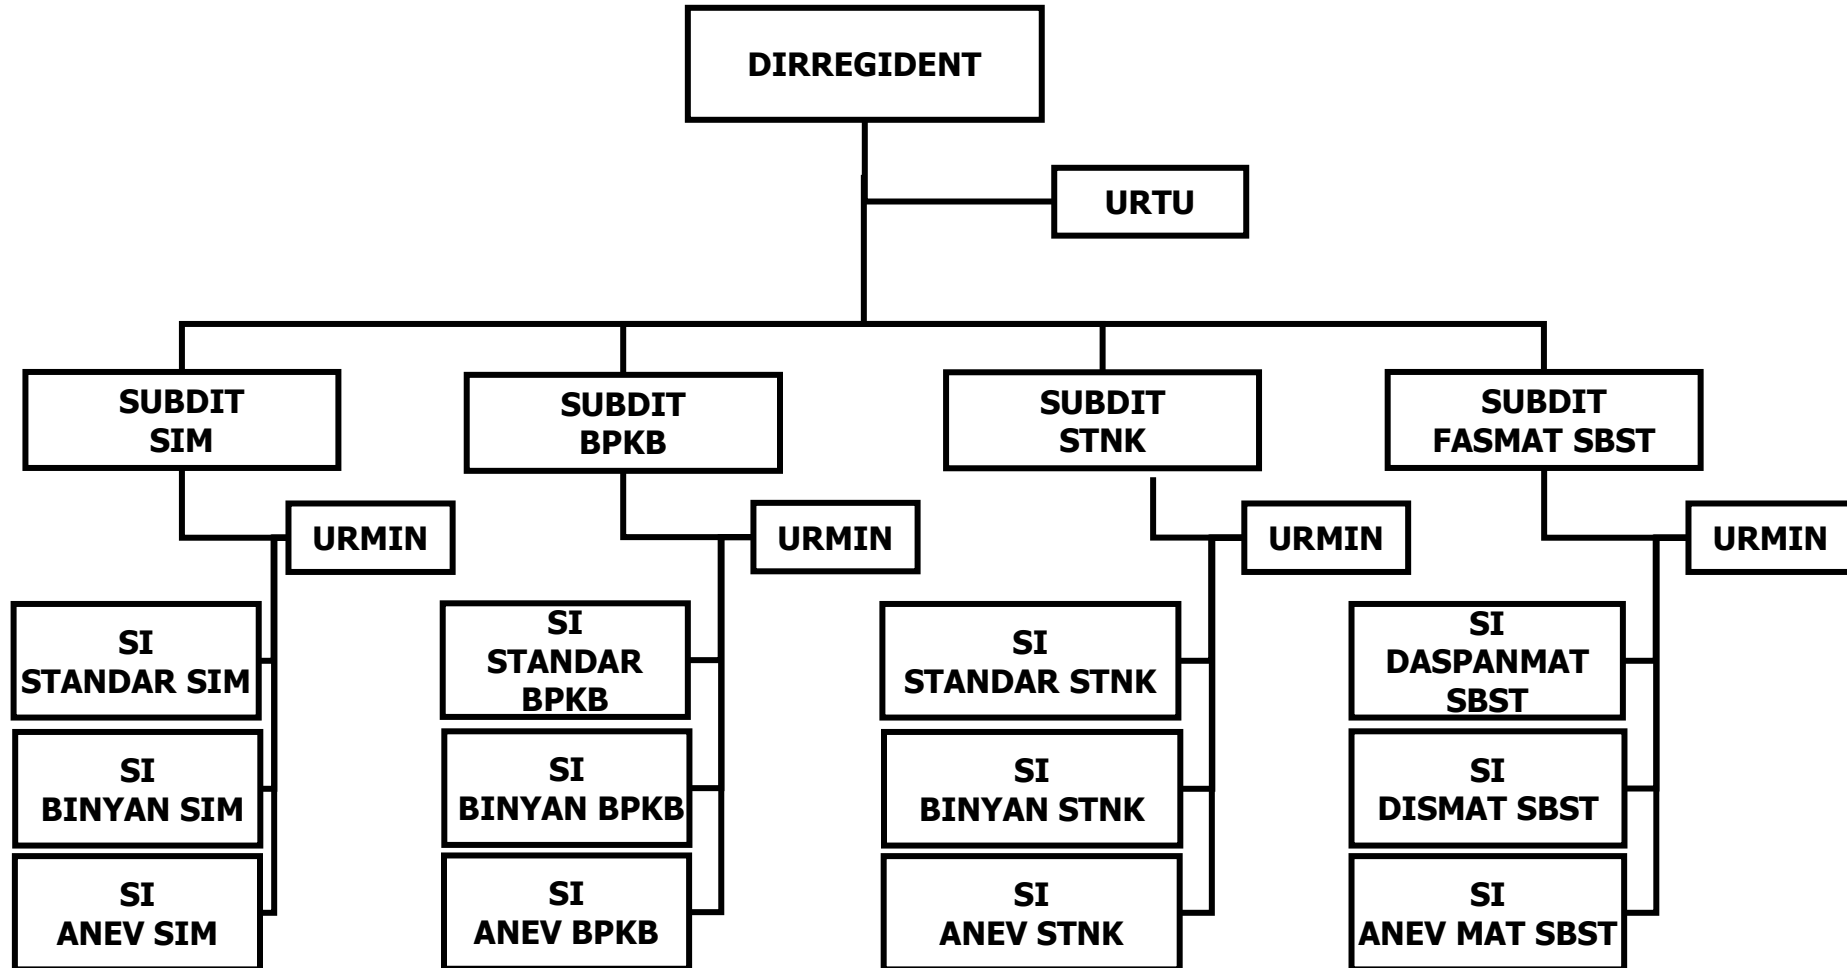 DIRREGIDENT
URTU
SUBDIT
SIM
SUBDIT
BPKB
SUBDIT
STNK
SUBDIT
FASMAT SBST
URMIN
URMIN
URMIN
URMIN
SI
STANDAR SIM
SI
STANDAR
BPKB
SI
STANDAR STNK
SI
DASPANMAT
SBST
SI
BINYAN SIM
SI
BINYAN BPKB
SI
BINYAN STNK
SI
DISMAT SBST
SI
ANEV SIM
SI
ANEV BPKB
SI
ANEV STNK
SI
ANEV MAT SBST